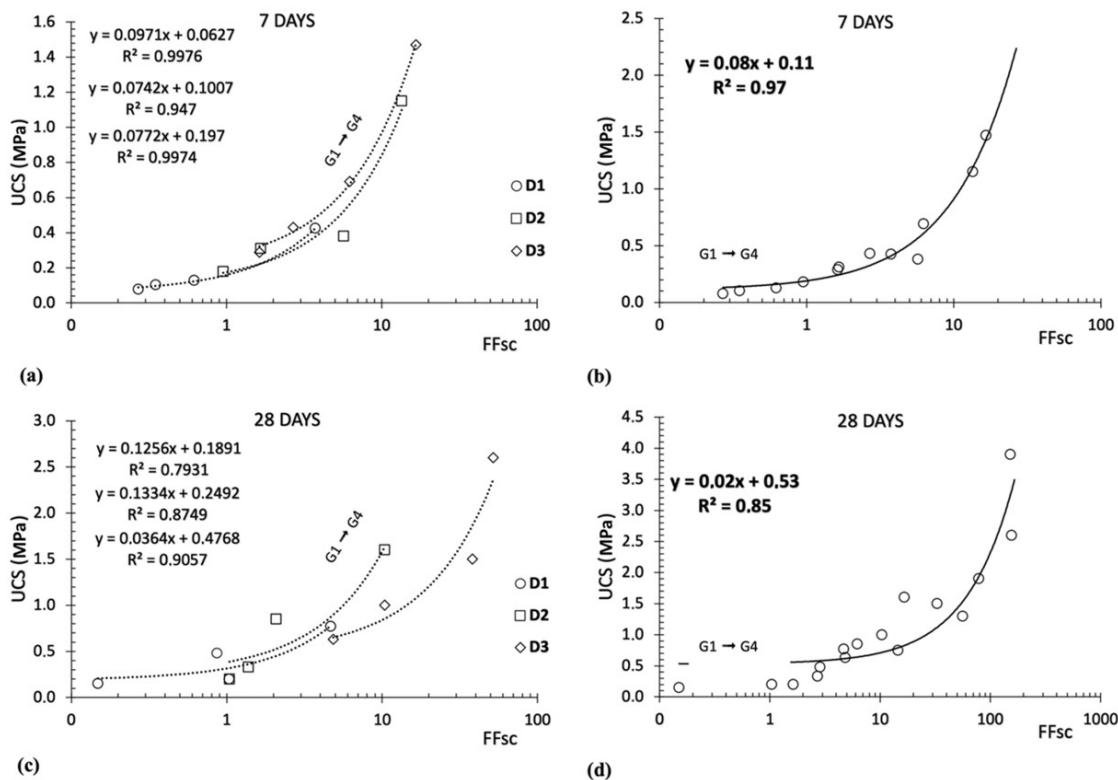 7 DAYS
y = 0.0971x + 0.0627
R² = 0.9976
y = 0.0742x + 0.1007
R² = 0.947
y = 0.0772x + 0.197
R² = 0.9974
G1 → G4
UCS (MPa)
1.6
1.4
1.2
1.0
0.8
0.6
0.4
0.2
0.0
0 1 10 100
FFsc
D1
D2
D3
(a)
7 DAYS
y = 0.08x + 0.11
R² = 0.97
G1 → G4
UCS (MPa)
2.5
2.0
1.5
1.0
0.5
0.0
0 1 10 100
FFsc
(b)
28 DAYS
y = 0.1256x + 0.1891
R² = 0.7931
y = 0.1334x + 0.2492
R² = 0.8749
y = 0.0364x + 0.4768
R² = 0.9057
G1 → G4
UCS (MPa)
3.0
2.5
2.0
1.5
1.0
0.5
0.0
0 1 10 100
FFsc
D1
D2
D3
(c)
28 DAYS
y = 0.02x + 0.53
R² = 0.85
G1 → G4
UCS (MPa)
4.5
4.0
3.5
3.0
2.5
2.0
1.5
1.0
0.5
0.0
0 1 10 100 1000
FFsc
(d)